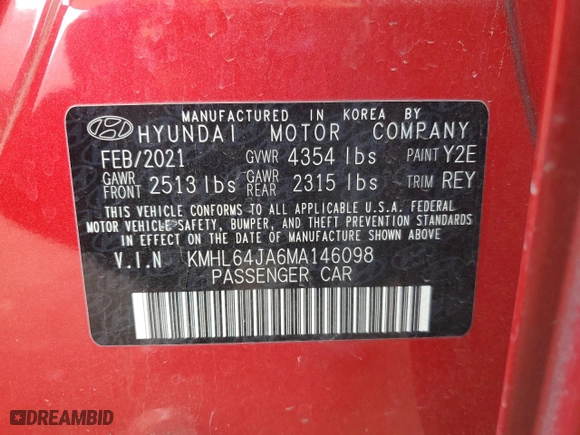 MANUFACTURED IN KOREA BY
HYUNDAI MOTOR COMPANY
FEB/2021 GVWR 4354 lbs PAINT Y2E
GAWR FRONT 2513 lbs GAWR REAR 2315 lbs TRIM REY
THIS VEHICLE CONFORMS TO ALL APPLICABLE U.S.A. FEDERAL
MOTOR VEHICLE SAFETY, BUMPER, AND THEFT PREVENTION STANDARDS
IN EFFECT ON THE DATE OF MANUFACTURE SHOWN ABOVE
V.I.N KMHL64JA6MA146098
PASSENGER CAR
DREAMBID